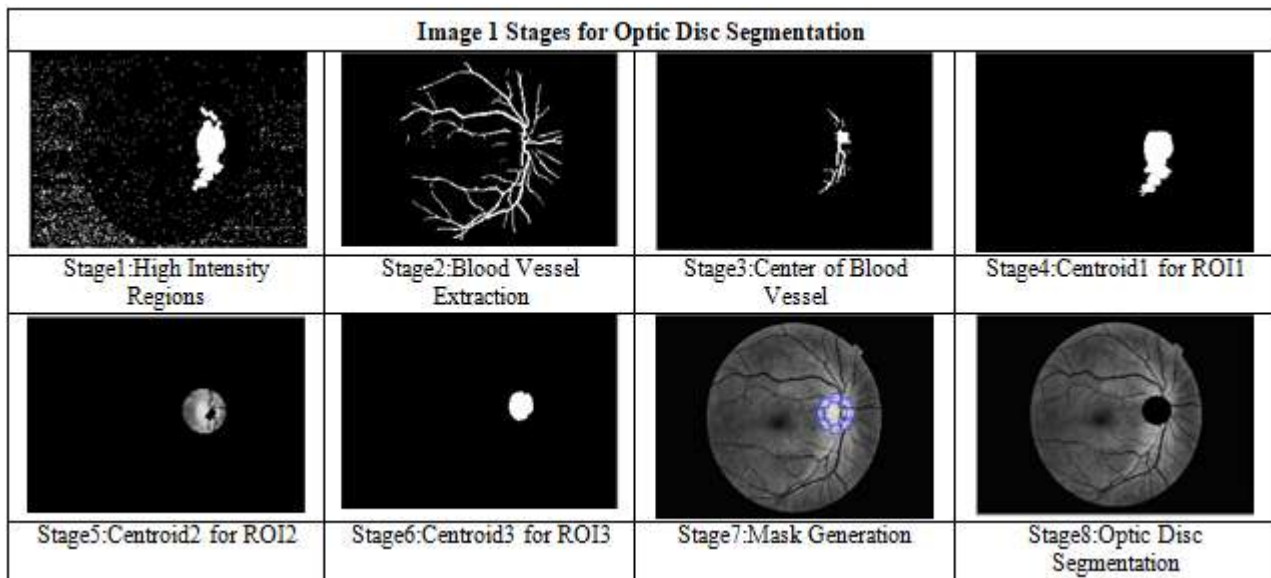 Image 1 Stages for Optic Disc Segmentation
Stage1:High Intensity
Regions
Stage2:Blood Vessel
Extraction
Stage3:Center of Blood
Vessel
Stage4:Centroid1 for ROI1
Stage5:Centroid2 for ROI2
Stage6:Centroid3 for ROI3
Stage7:Mask Generation
Stage8:Optic Disc
Segmentation